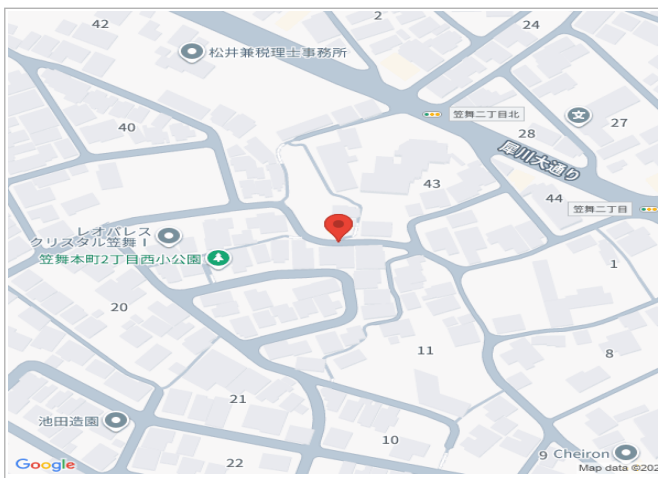 42
2
24
松井兼税理士事務所
笠舞二丁目北
27
40
28
犀川大通り
43
44
笠舞二丁目
レオパレス
クリスタル笠舞Ⅰ
笠舞本町2丁目西小公園
1
20
11
8
21
池田造園
10
22
9
Cheiron
Google
Map data ©202